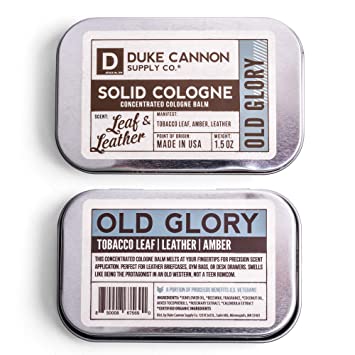 D
DUKE CANNON
SUPPLY CO.®
SOLID COLOGNE
CONCENTRATED COLOGNE BALM
SCENT:
Leaf &
Leather
MANIFEST:
TOBACCO LEAF, AMBER, LEATHER
POINT OF ORIGIN
MADE IN USA
WEIGHT:
1.5 OZ
OLD GLORY
OLD GLORY
TOBACCO LEAF | LEATHER | AMBER
THIS CONCENTRATED COLOGNE BALM MELTS AT YOUR FINGERTIPS FOR PRECISION SCENT
APPLICATION. PERFECT FOR LEATHER BRIEFCASES, GYM BAGS, OR DESK DRAWERS. SMELLS
LIKE BEING THE PROTAGONIST IN AN OLD WESTERN, NOT A TEEN ROMCOM.
A PORTION OF PROCEEDS BENEFITS U.S. VETERANS